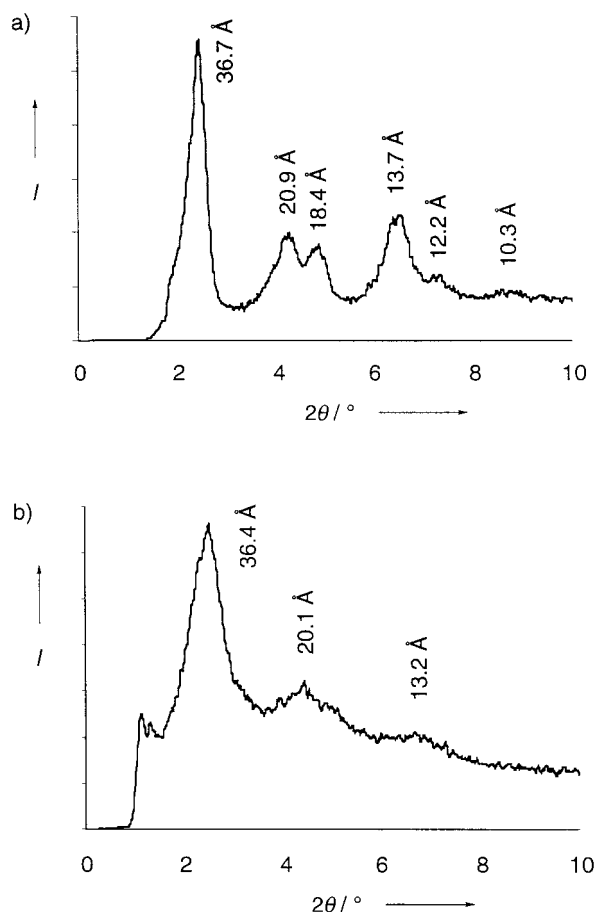 a)
36.7 Å
20.9 Å
18.4 Å
13.7 Å
12.2 Å
10.3 Å
I
0 2 4 6 8 10
2θ / °
b)
36.4 Å
20.1 Å
13.2 Å
I
0 2 4 6 8 10
2θ / °